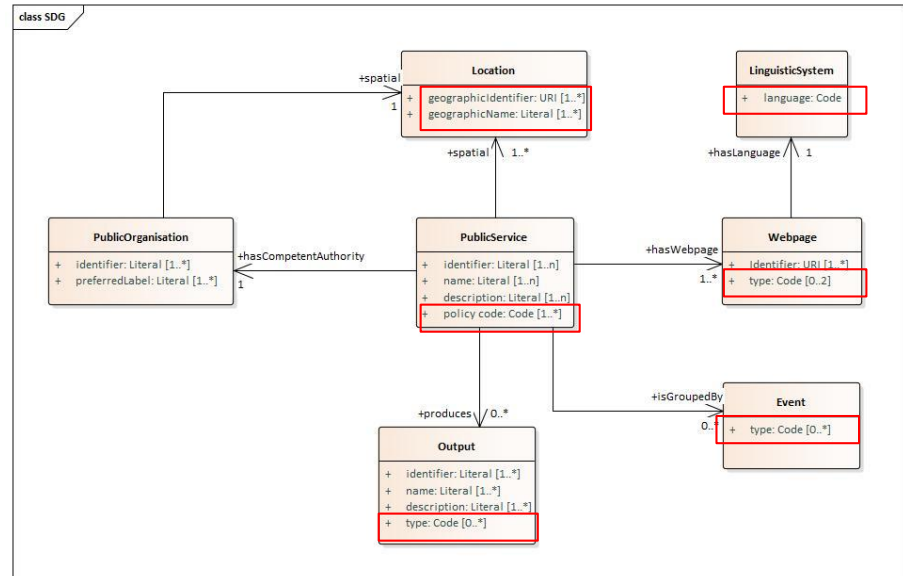 class SDG
Location
+ geographicIdentifier: URI [1..*]
+ geographicName: Literal [1..*]
LinguisticSystem
+ language: Code
+spatial
1
+spatial
1..*
+hasLanguage
1
PublicOrganisation
+ identifier: Literal [1..*]
+ preferredLabel: Literal [1..*]
+hasCompetentAuthority
1
PublicService
+ identifier: Literal [1..n]
+ name: Literal [1..n]
+ description: Literal [1..n]
+ policy code: Code [1..*]
+hasWebpage
1..*
Webpage
+ Identifier: URI [1..*]
+ type: Code [0..2]
+produces
0..*
+isGroupedBy
0..*
Event
+ type: Code [0..*]
Output
+ identifier: Literal [1..*]
+ name: Literal [1..*]
+ description: Literal [1..*]
+ type: Code [0..*]